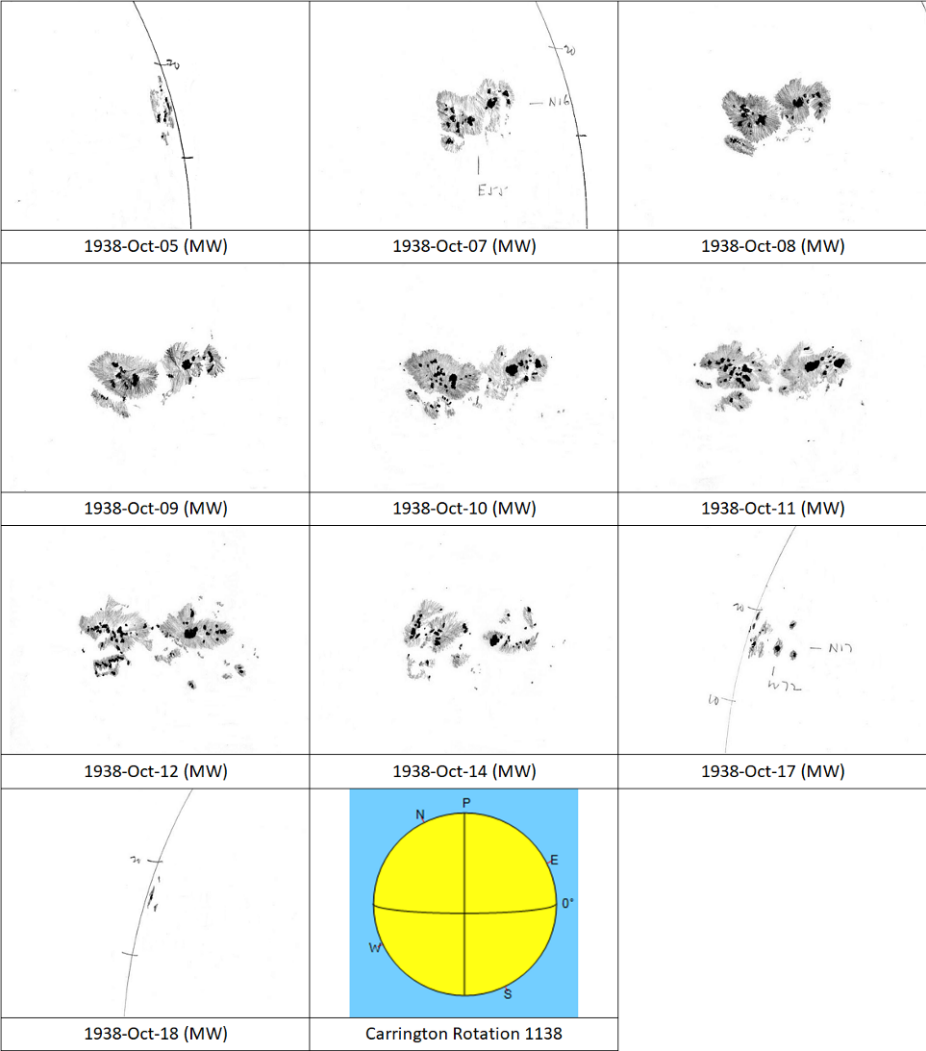 20
20
N16
E55
1938-Oct-05 (MW)
1938-Oct-07 (MW)
1938-Oct-08 (MW)
1938-Oct-09 (MW)
1938-Oct-10 (MW)
1938-Oct-11 (MW)
20
N17
W72
10
1938-Oct-12 (MW)
1938-Oct-14 (MW)
1938-Oct-17 (MW)
20
P
N
E
0°
W
S
1938-Oct-18 (MW)
Carrington Rotation 1138